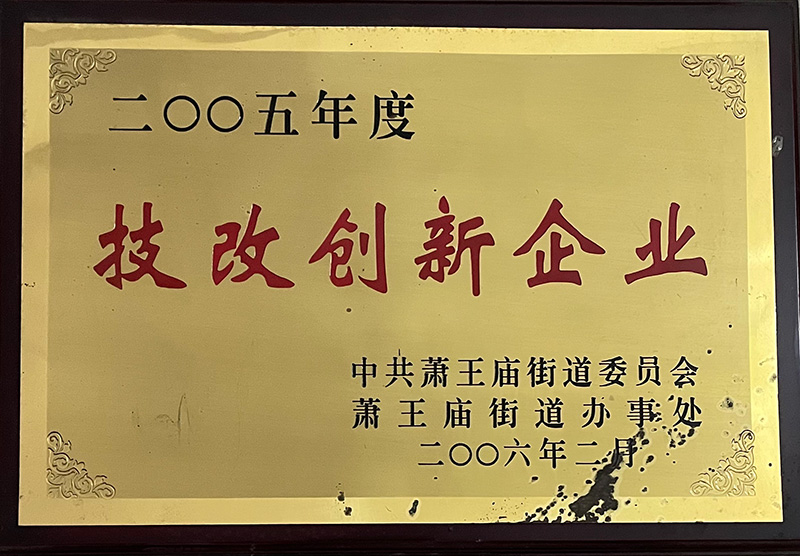 二〇〇五年度
技改创新企业
中共萧王庙街道委员会
萧王庙街道办事处
二〇〇六年二月